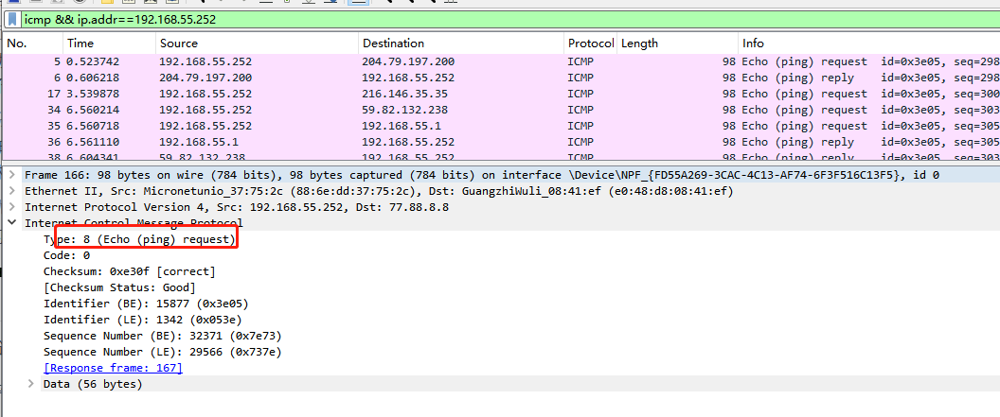 icmp && ip.addr==192.168.55.252
No. Time Source Destination Protocol Length Info
5 0.523742 192.168.55.252 204.79.197.200 ICMP 98 Echo (ping) request id=0x3e05, seq=298
6 0.606218 204.79.197.200 192.168.55.252 ICMP 98 Echo (ping) reply id=0x3e05, seq=298
17 3.539878 192.168.55.252 216.146.35.35 ICMP 98 Echo (ping) request id=0x3e05, seq=300
34 6.560214 192.168.55.252 59.82.132.238 ICMP 98 Echo (ping) request id=0x3e05, seq=303
35 6.560718 192.168.55.252 192.168.55.1 ICMP 98 Echo (ping) request id=0x3e05, seq=305
36 6.561110 192.168.55.1 192.168.55.252 ICMP 98 Echo (ping) reply id=0x3e05, seq=305
38 6.604341 59.82.132.238 192.168.55.252 ICMP 98 Echo (ping) reply id=0x3e05, seq=303
Frame 166: 98 bytes on wire (784 bits), 98 bytes captured (784 bits) on interface \Device\NPF_{FD55A269-3CAC-4C13-AF74-6F3F516C13F5}, id 0
Ethernet II, Src: Micronetunio_37:75:2c (88:6e:dd:37:75:2c), Dst: GuangzhiWuli_08:41:ef (e0:48:d8:08:41:ef)
Internet Protocol Version 4, Src: 192.168.55.252, Dst: 77.88.8.8
Internet Control Message Protocol
Type: 8 (Echo (ping) request)
Code: 0
Checksum: 0xe30f [correct]
[Checksum Status: Good]
Identifier (BE): 15877 (0x3e05)
Identifier (LE): 1342 (0x053e)
Sequence Number (BE): 32371 (0x7e73)
Sequence Number (LE): 29566 (0x737e)
[Response frame: 167]
Data (56 bytes)